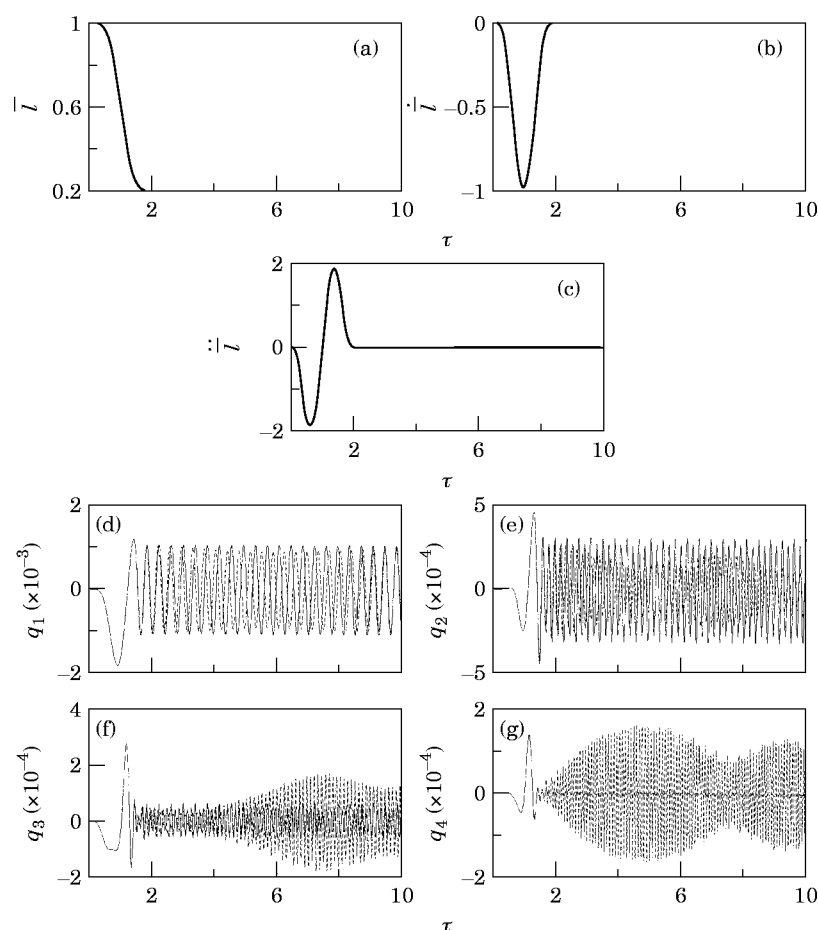 1
0.6
0.2
l̅
(a)
2
6
10
τ
0
−0.5
−1
l̅̇
(b)
2
6
10
2
0
−2
l̅̈
(c)
2
6
10
τ
2
0
−2
q₁ (×10⁻³)
(d)
5
0
−5
q₂ (×10⁻⁴)
(e)
4
2
0
−2
q₃ (×10⁻⁴)
(f)
2
6
10
τ
2
0
−2
q₄ (×10⁻⁴)
(g)
2
6
10